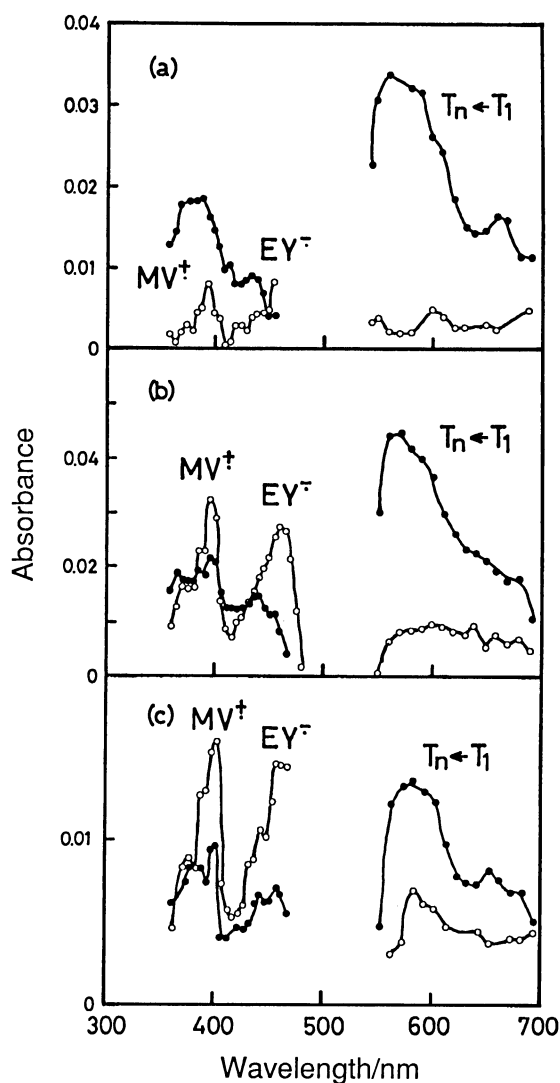 0.04
(a)
Tn←T1
0.03
0.02
EY⁻·
MV⁺·
0.01
0
(b)
Tn←T1
MV⁺·
EY⁻·
0.04
0.02
0
(c)
MV⁺·
EY⁻·
Tn←T1
0.01
0
300 400 500 600 700
Absorbance
Wavelength/nm